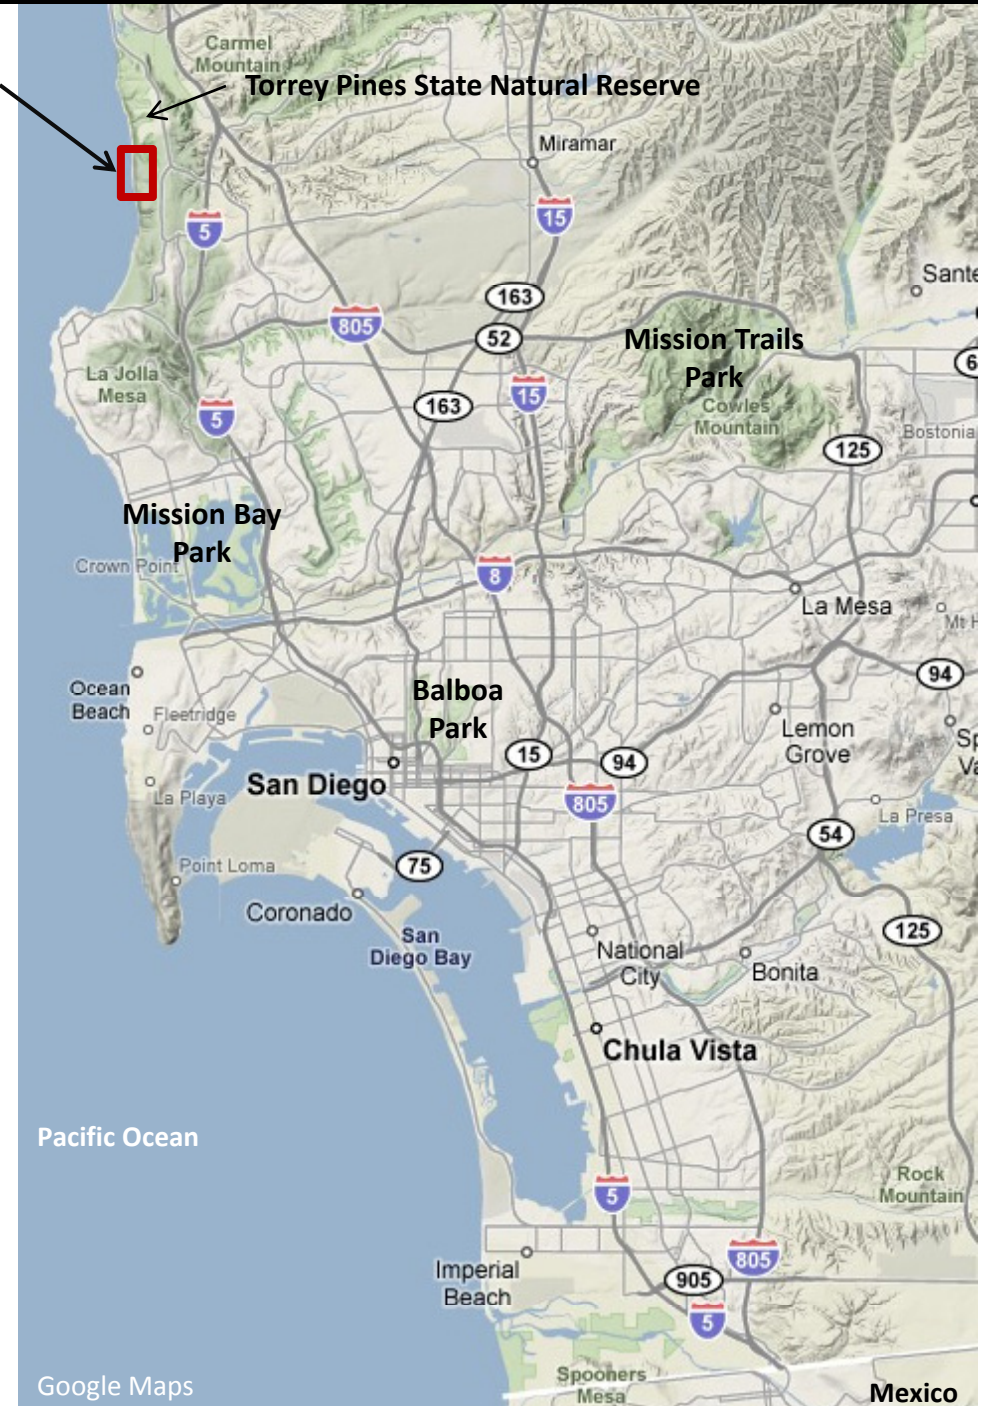 Carmel
Mountain
Torrey Pines State Natural Reserve
Miramar
5
15
Sante
163
805
52
Mission Trails
Park
6
La Jolla
Mesa
15
163
5
Cowles
Mountain
Bostonia
125
Mission Bay
Park
Crown Point
8
La Mesa
Mt H
Ocean
Beach
94
Balboa
Park
Fleetridge
Lemon
Grove
Sp
Va
15
94
San Diego
La Playa
805
La Presa
54
Point Loma
75
Coronado
125
San
Diego Bay
National
City
Bonita
Chula Vista
Pacific Ocean
Rock
Mountain
5
805
Imperial
Beach
905
5
Spooners
Mesa
Google Maps
Mexico